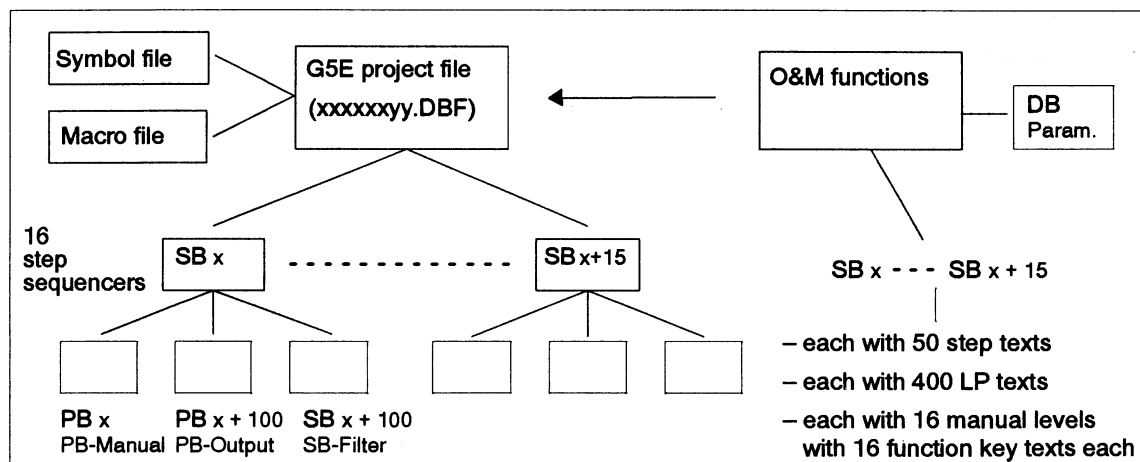 Symbol file
Macro file
G5E project file
(xxxxxxyy.DBF)
O&M functions
DB
Param.
16
step
sequencers
SB x
SB x+15
SB x - - - SB x + 15
PB x
PB-Manual
PB x + 100
PB-Output
SB x + 100
SB-Filter
– each with 50 step texts
– each with 400 LP texts
– each with 16 manual levels
with 16 function key texts each